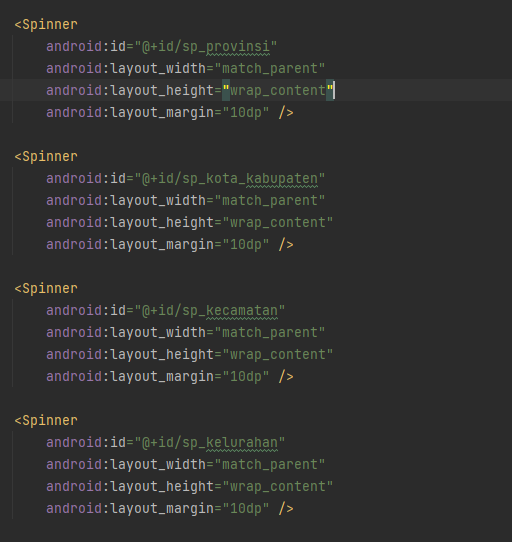 <Spinner
android:id="@+id/sp_provinsi"
android:layout_width="match_parent"
android:layout_height="wrap_content"
android:layout_margin="10dp" />
<Spinner
android:id="@+id/sp_kota_kabupaten"
android:layout_width="match_parent"
android:layout_height="wrap_content"
android:layout_margin="10dp" />
<Spinner
android:id="@+id/sp_kecamatan"
android:layout_width="match_parent"
android:layout_height="wrap_content"
android:layout_margin="10dp" />
<Spinner
android:id="@+id/sp_kelurahan"
android:layout_width="match_parent"
android:layout_height="wrap_content"
android:layout_margin="10dp" />